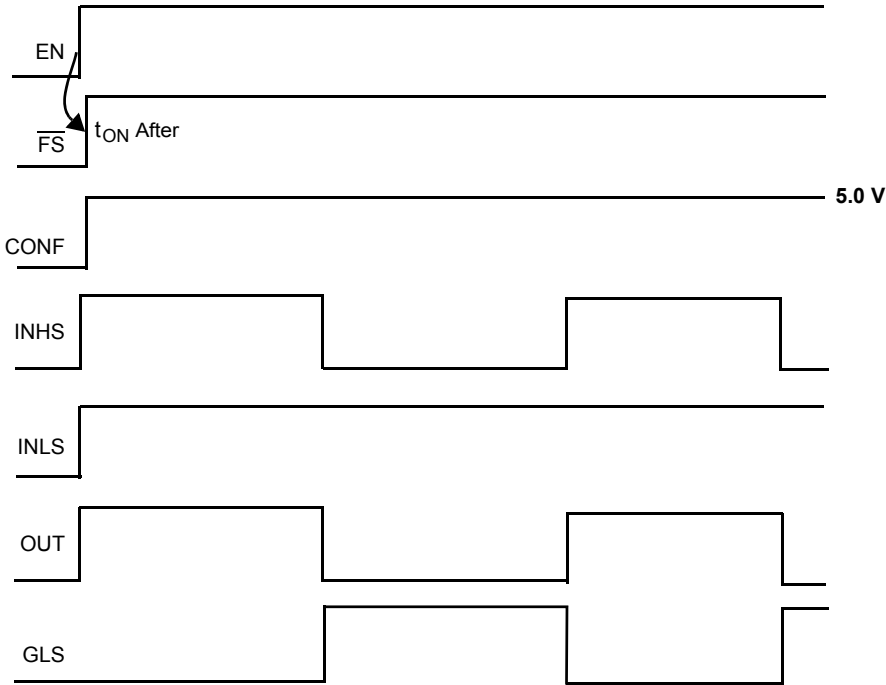 EN
FS
tON After
5.0 V
CONF
INHS
INLS
OUT
GLS